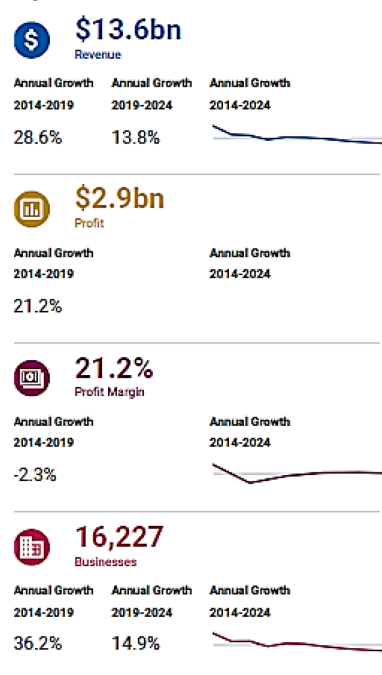 $13.6bn
Revenue
Annual Growth Annual Growth Annual Growth
2014-2019 2019-2024 2014-2024
28.6% 13.8%
$2.9bn
Profit
Annual Growth Annual Growth
2014-2019 2014-2024
21.2%
21.2%
Profit Margin
Annual Growth Annual Growth
2014-2019 2014-2024
-2.3%
16,227
Businesses
Annual Growth Annual Growth Annual Growth
2014-2019 2019-2024 2014-2024
36.2% 14.9%